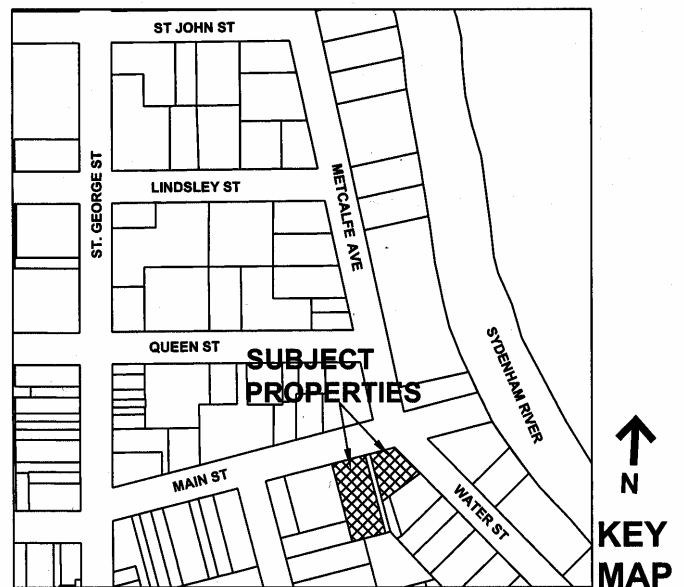 ST JOHN ST
ST. GEORGE ST
LINDSLEY ST
METCALFE AVE
QUEEN ST
SUBJECT
PROPERTIES
SYDENHAM RIVER
MAIN ST
WATER ST
N
KEY
MAP